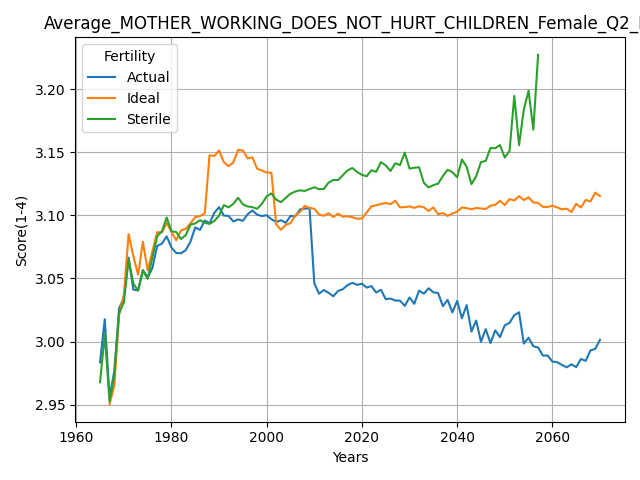 Average_MOTHER_WORKING_DOES_NOT_HURT_CHILDREN_Female_Q2_
Fertility
Actual
Ideal
Sterile
Score(1-4)
3.20
3.15
3.10
3.05
3.00
2.95
1960 1980 2000 2020 2040 2060
Years